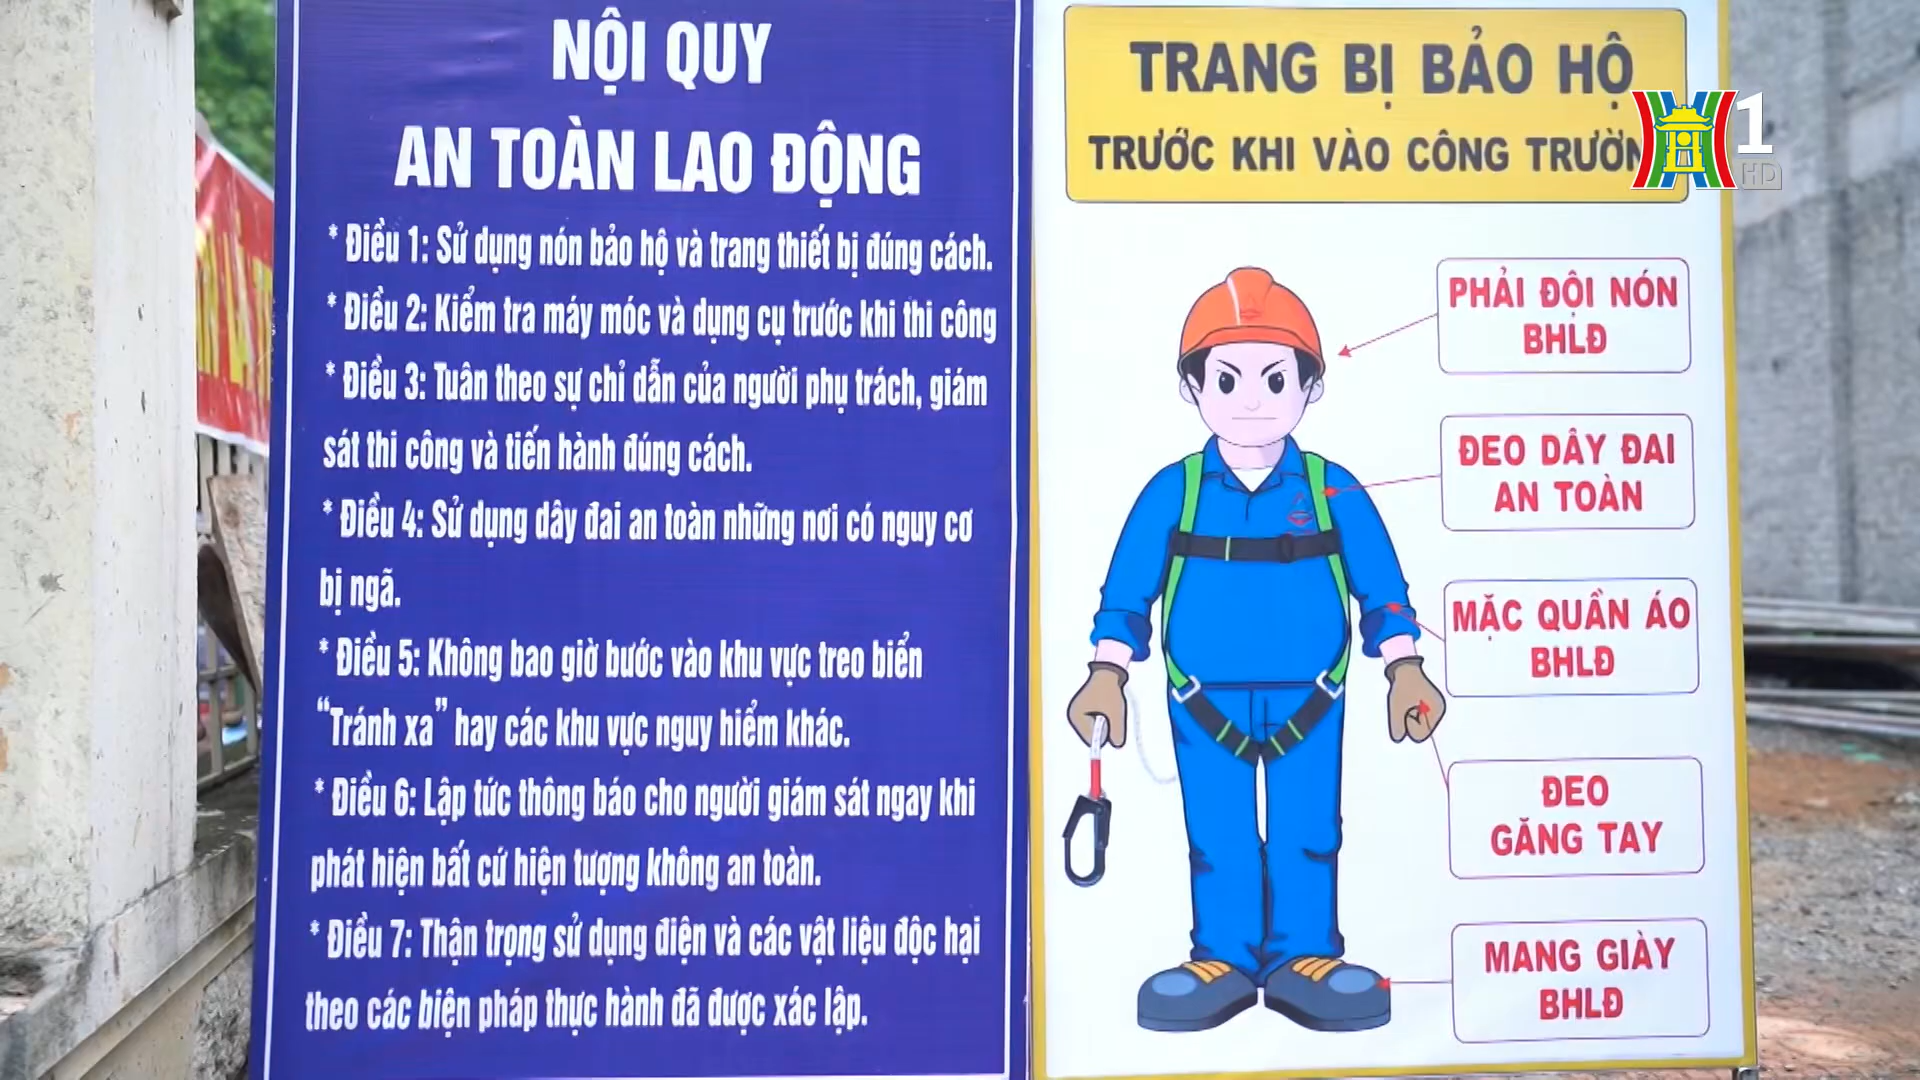 NỘI QUY
AN TOÀN LAO ĐỘNG
* Điều 1: Sử dụng nón bảo hộ và trang thiết bị đúng cách.
* Điều 2: Kiểm tra máy móc và dụng cụ trước khi thi công
* Điều 3: Tuân theo sự chỉ dẫn của người phụ trách, giám
sát thi công và tiến hành đúng cách.
* Điều 4: Sử dụng dây đai an toàn những nơi có nguy cơ
bị ngã.
* Điều 5: Không bao giờ bước vào khu vực treo biển
“Tránh xa” hay các khu vực nguy hiểm khác.
* Điều 6: Lập tức thông báo cho người giám sát ngay khi
phát hiện bất cứ hiện tượng không an toàn.
* Điều 7: Thận trọng sử dụng điện và các vật liệu độc hại
theo các biện pháp thực hành đã được xác lập.
TRANG BỊ BẢO HỘ
TRƯỚC KHI VÀO CÔNG TRƯỜN
1
HD
PHẢI ĐỘI NÓN
BHLĐ
ĐEO DÂY ĐAI
AN TOÀN
MẶC QUẦN ÁO
BHLĐ
ĐEO
GĂNG TAY
MANG GIÀY
BHLĐ